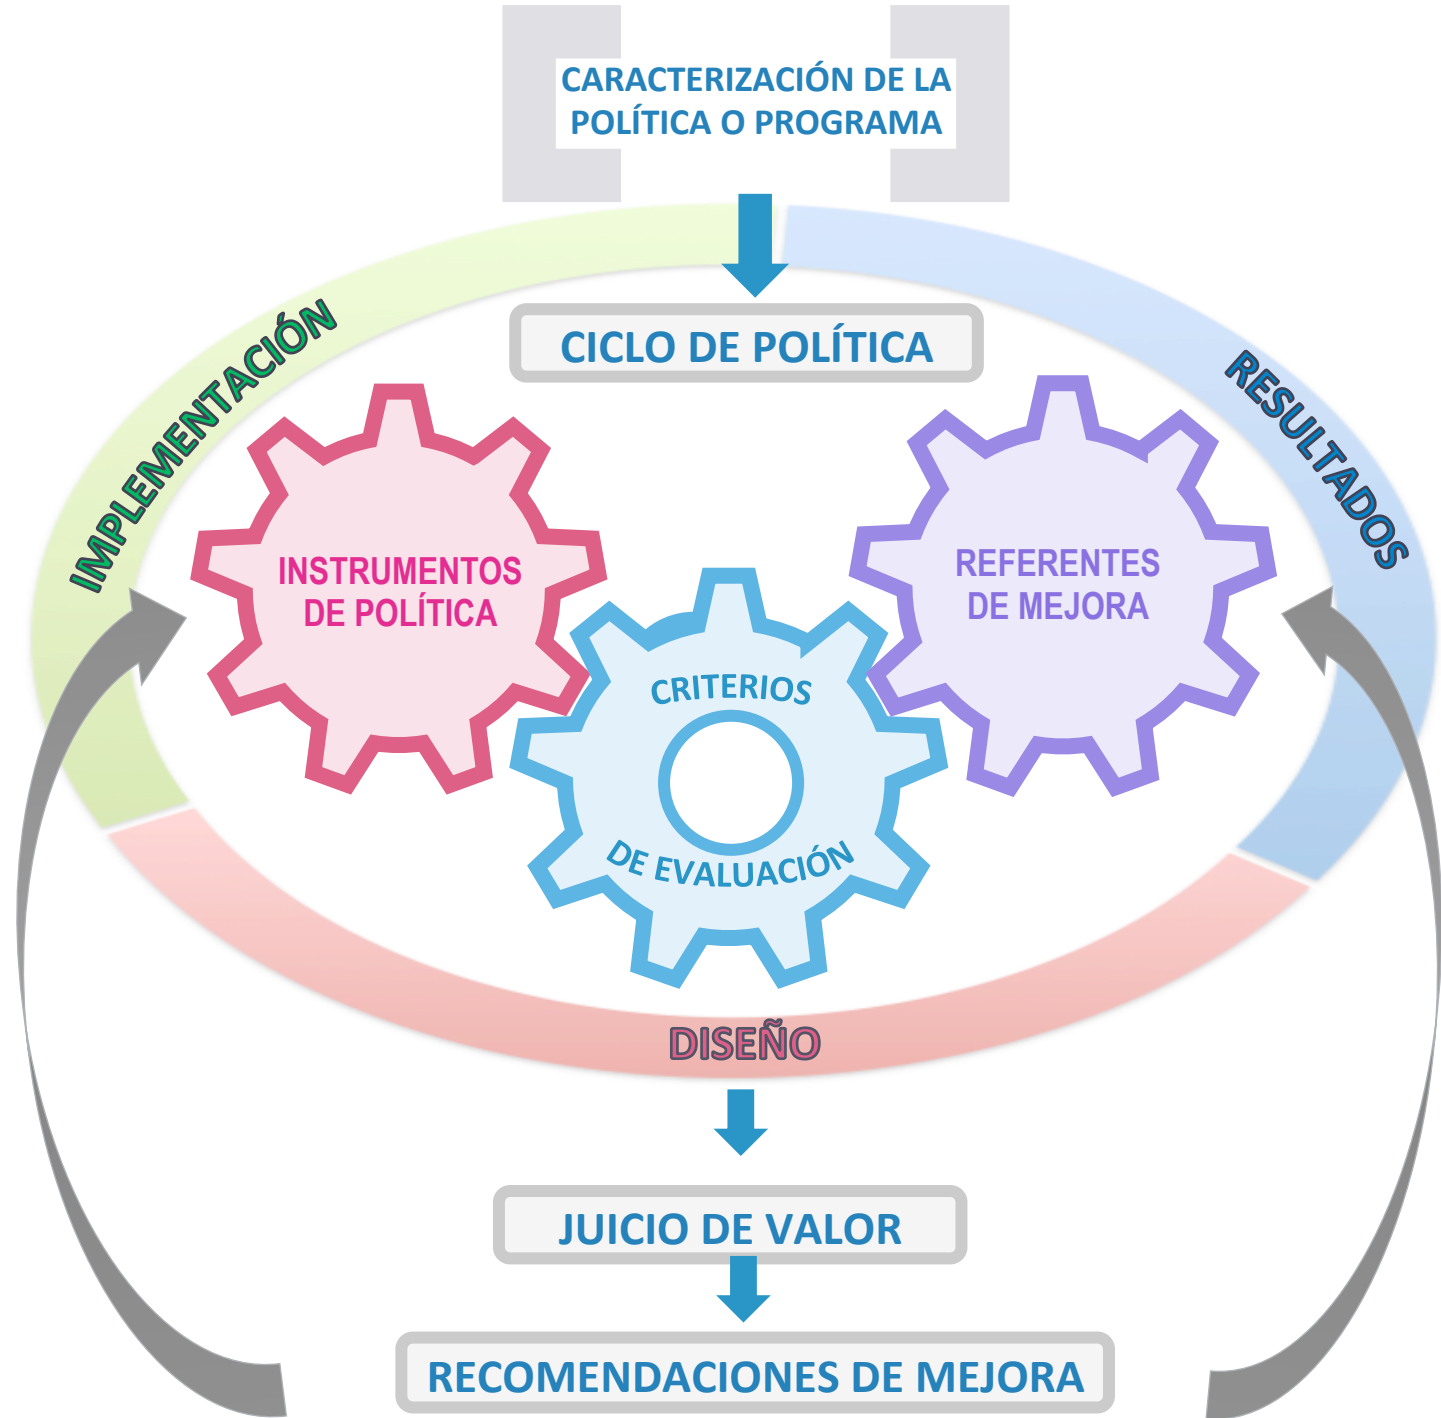 CARACTERIZACIÓN DE LA
POLÍTICA O PROGRAMA
CICLO DE POLÍTICA
IMPLEMENTACIÓN
RESULTADOS
INSTRUMENTOS
DE POLÍTICA
REFERENTES
DE MEJORA
CRITERIOS
DE EVALUACIÓN
DISEÑO
JUICIO DE VALOR
RECOMENDACIONES DE MEJORA